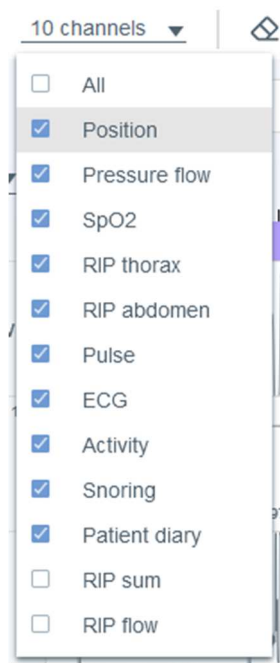 10 channels
All
Position
Pressure flow
SpO2
RIP thorax
RIP abdomen
Pulse
ECG
Activity
Snoring
Patient diary
RIP sum
RIP flow